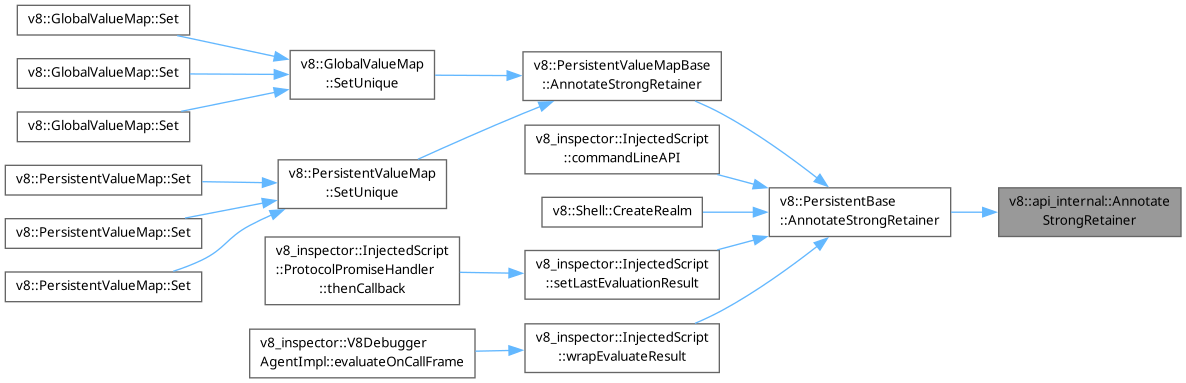 v8::GlobalValueMap::Set
v8::GlobalValueMap::Set
v8::GlobalValueMap::Set
v8::PersistentValueMap::Set
v8::PersistentValueMap::Set
v8::PersistentValueMap::Set
v8::GlobalValueMap
::SetUnique
v8::PersistentValueMap
::SetUnique
v8_inspector::InjectedScript
::ProtocolPromiseHandler
::thenCallback
v8_inspector::V8Debugger
AgentImpl::evaluateOnCallFrame
v8::PersistentValueMapBase
::AnnotateStrongRetainer
v8_inspector::InjectedScript
::commandLineAPI
v8::Shell::CreateRealm
v8_inspector::InjectedScript
::setLastEvaluationResult
v8_inspector::InjectedScript
::wrapEvaluateResult
v8::PersistentBase
::AnnotateStrongRetainer
v8::api_internal::Annotate
StrongRetainer